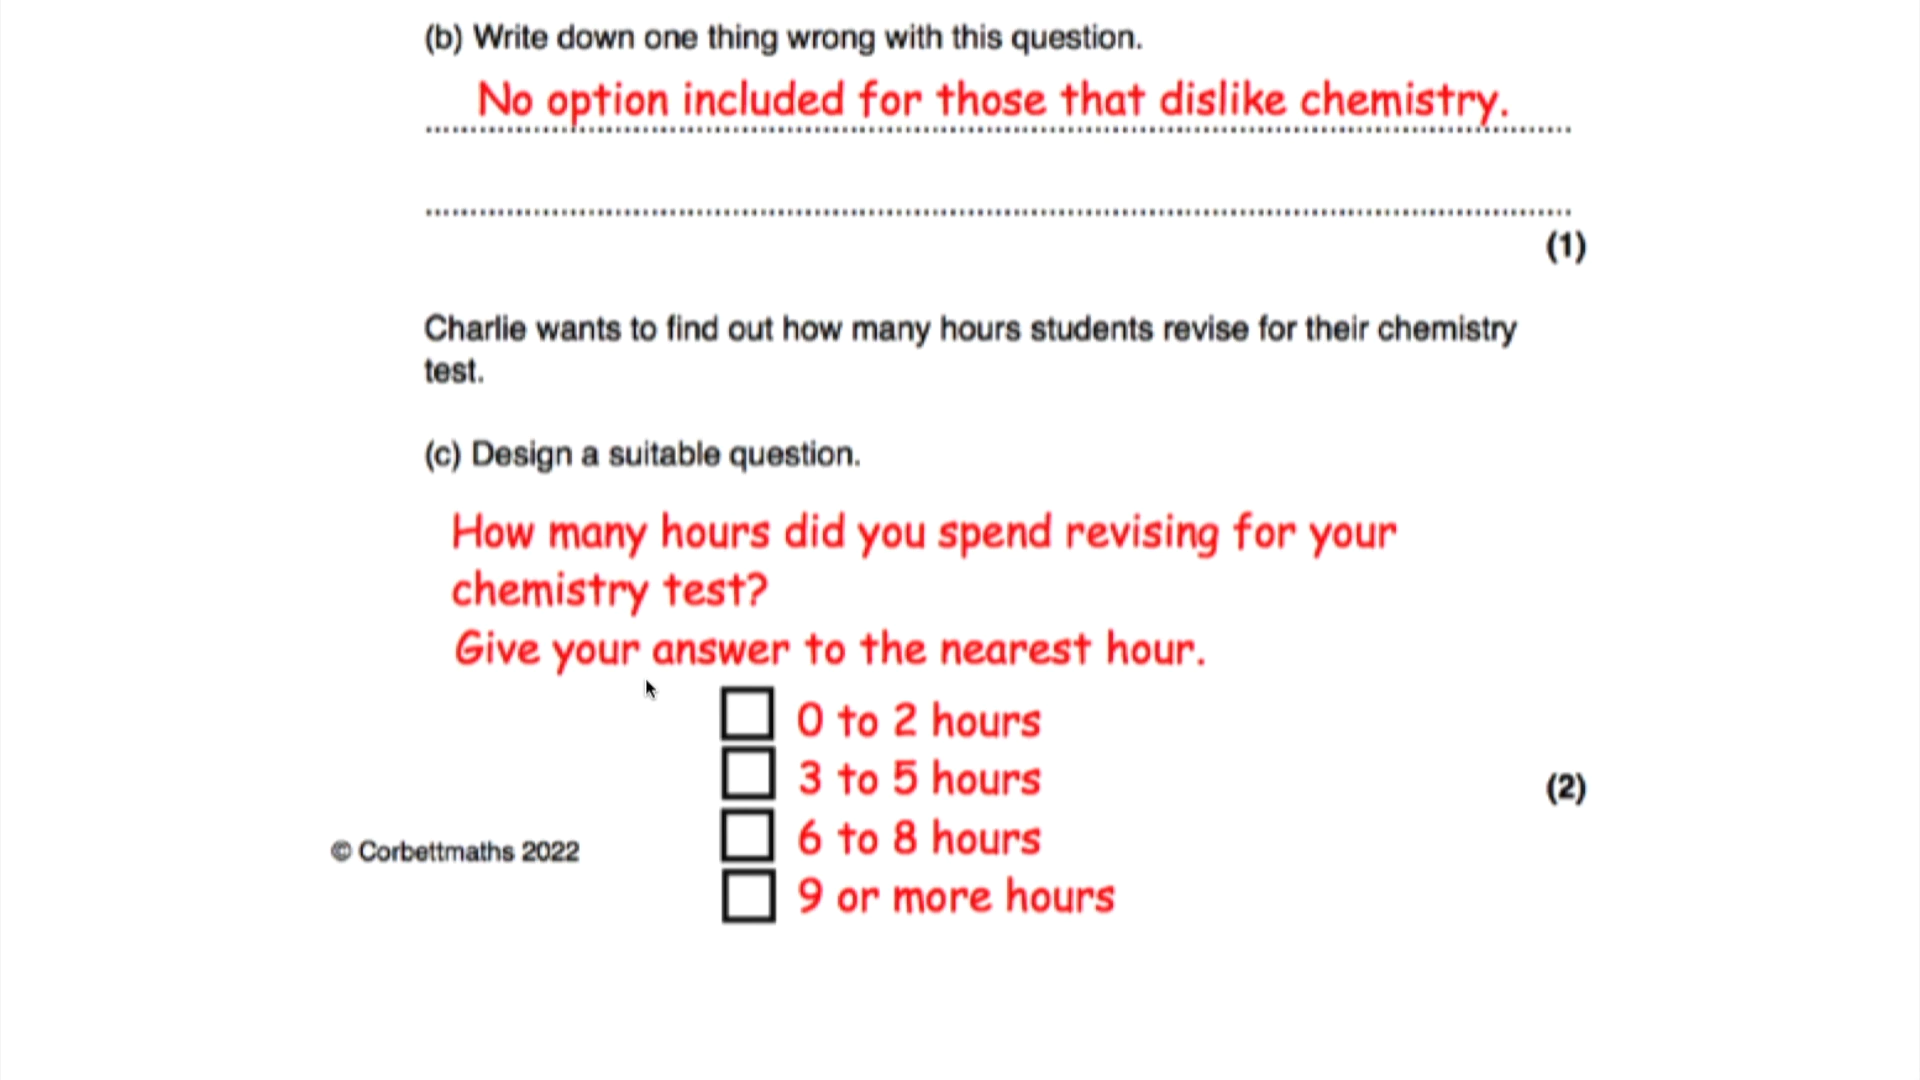 (b) Write down one thing wrong with this question.
No option included for those that dislike chemistry.
(1)
Charlie wants to find out how many hours students revise for their chemistry
test.
(c) Design a suitable question.
How many hours did you spend revising for your
chemistry test?
Give your answer to the nearest hour.
0 to 2 hours
3 to 5 hours
(2)
6 to 8 hours
© Corbettmaths 2022
9 or more hours